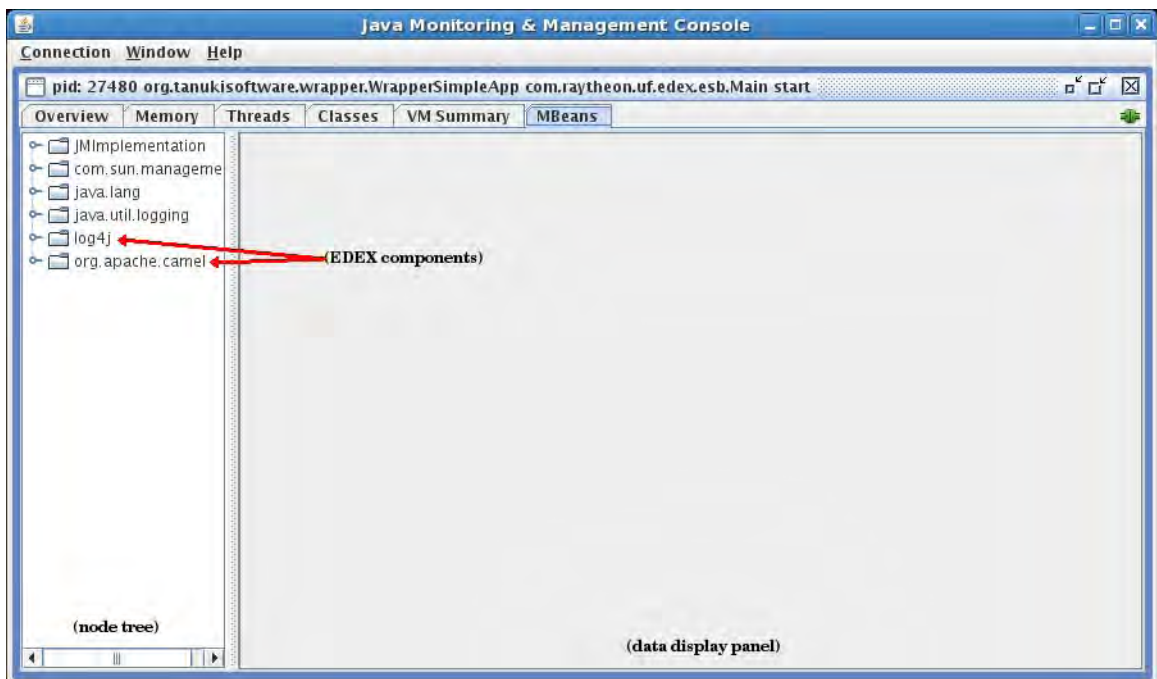 Java Monitoring & Management Console
Connection Window Help
pid: 27480 org.tanukisoftware.wrapper.WrapperSimpleApp com.raytheon.uf.edex.esb.Main start
Overview Memory Threads Classes VM Summary MBeans
JMImplementation
com.sun.manageme
java.lang
java.util.logging
log4j
org.apache.camel
(EDEX components)
(node tree)
(data display panel)